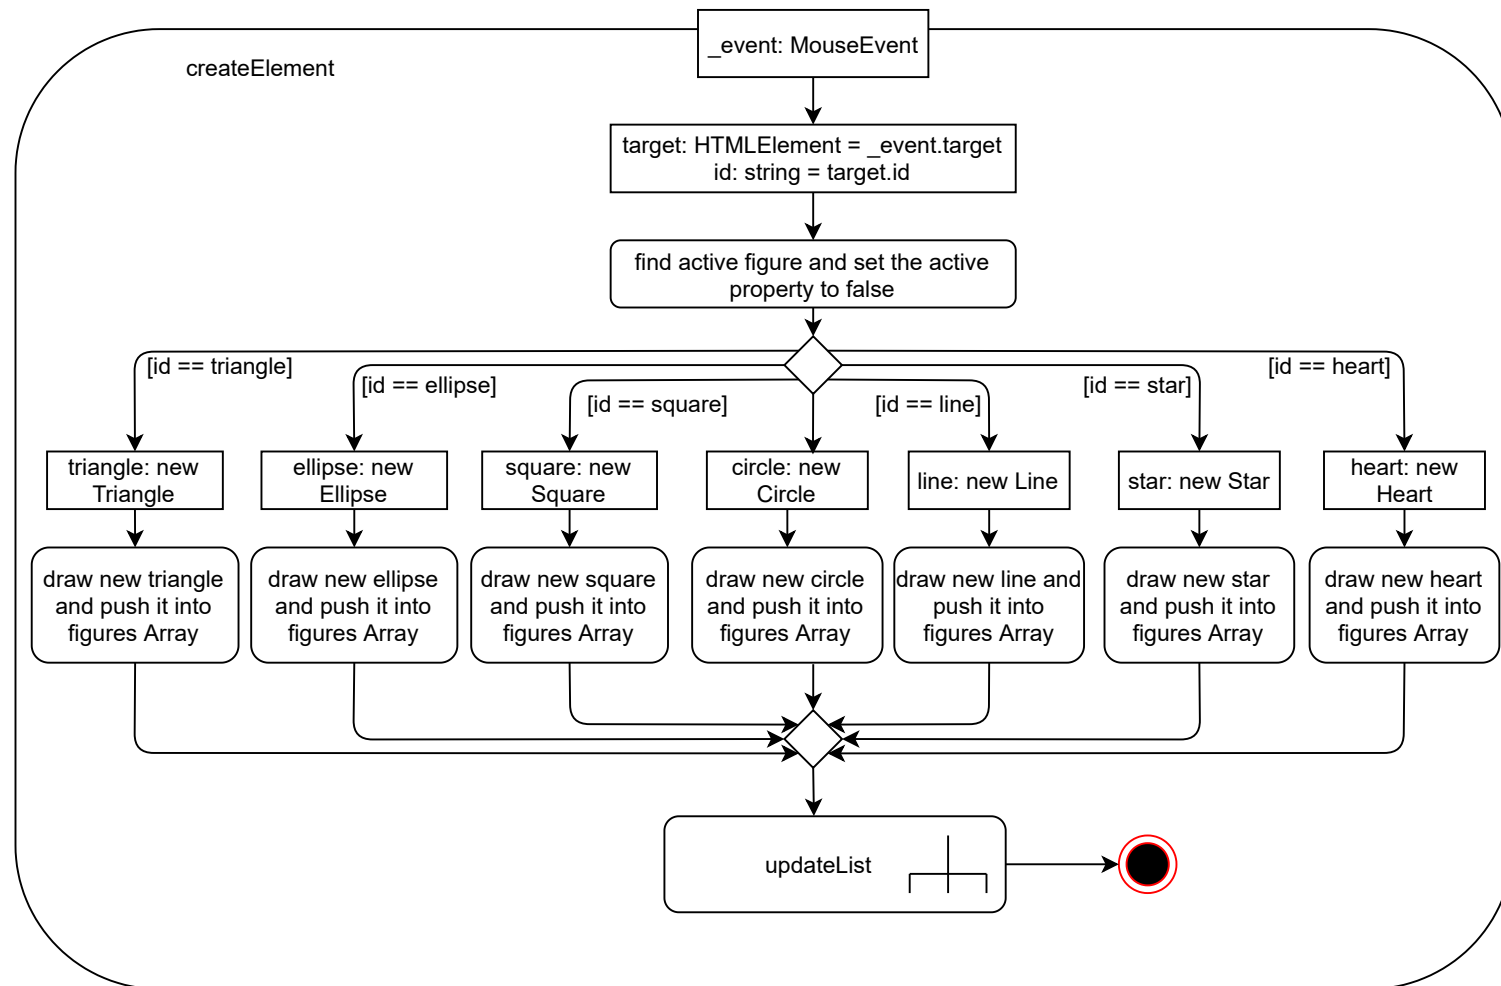 _event: MouseEvent
createElement
target: HTMLElement = _event.target
id: string = target.id
find active figure and set the active
property to false
[id == triangle]
[id == ellipse]
[id == square]
[id == line]
[id == star]
[id == heart]
triangle: new
Triangle
ellipse: new
Ellipse
square: new
Square
circle: new
Circle
line: new Line
star: new Star
heart: new
Heart
draw new triangle
and push it into
figures Array
draw new ellipse
and push it into
figures Array
draw new square
and push it into
figures Array
draw new circle
and push it into
figures Array
draw new line and
push it into
figures Array
draw new star
and push it into
figures Array
draw new heart
and push it into
figures Array
updateList